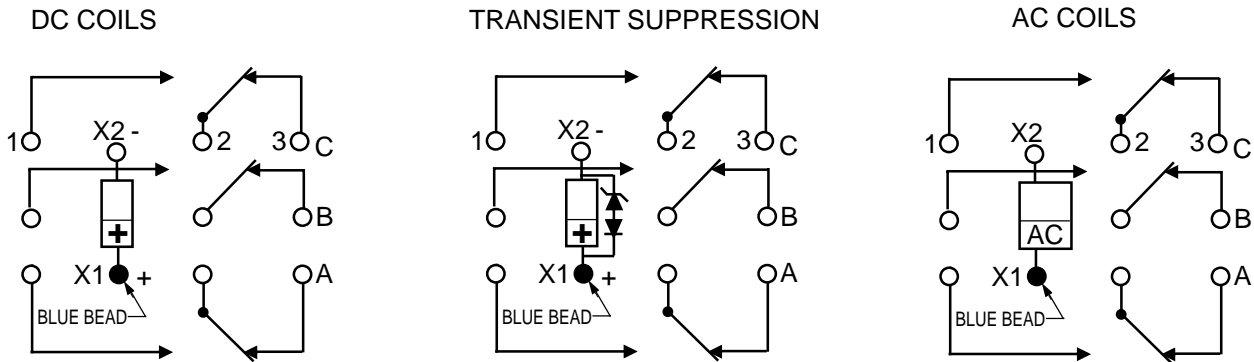 DC COILS
TRANSIENT SUPPRESSION
AC COILS
1 X2 - 2 3 C
B
+
X1 + A
BLUE BEAD
1 X2 - 2 3 C
B
+
X1 + A
BLUE BEAD
1 X2 2 3 C
B
AC
X1 A
BLUE BEAD